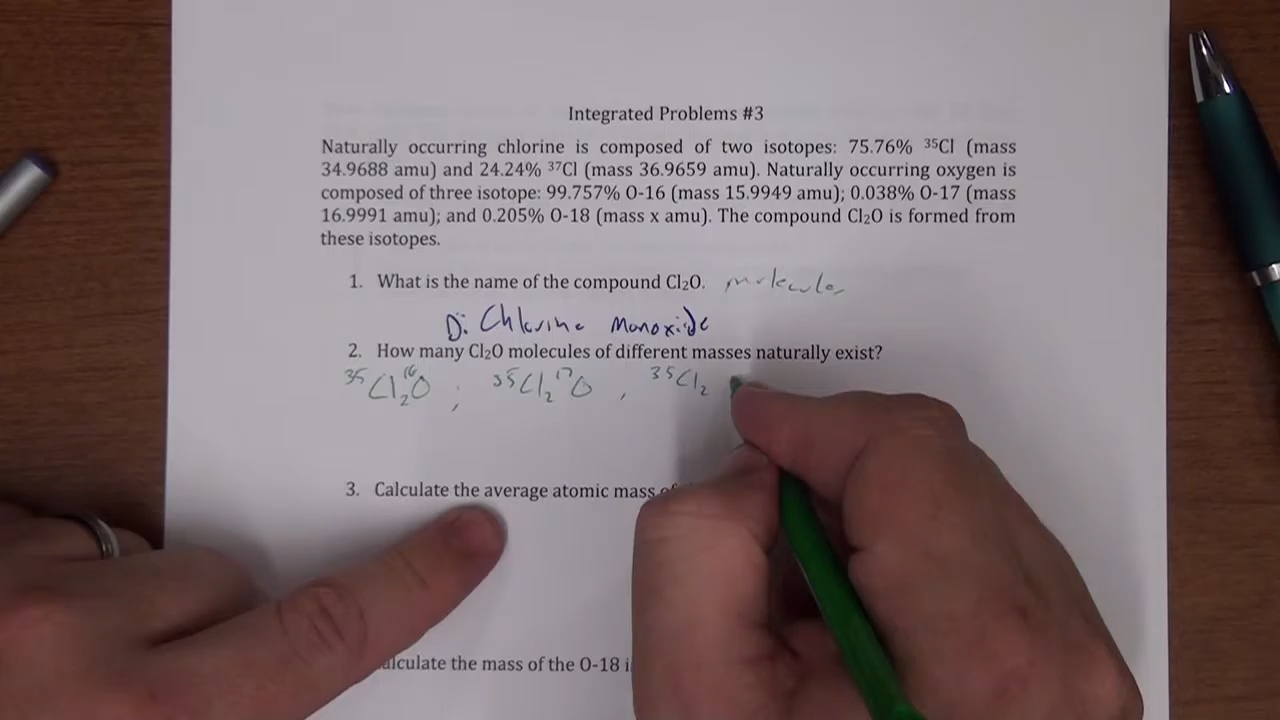 Integrated Problems #3
Naturally occurring chlorine is composed of two isotopes: 75.76% ³⁵Cl (mass
34.9688 amu) and 24.24% ³⁷Cl (mass 36.9659 amu). Naturally occurring oxygen is
composed of three isotope: 99.757% O-16 (mass 15.9949 amu); 0.038% O-17 (mass
16.9991 amu); and 0.205% O-18 (mass x amu). The compound Cl₂O is formed from
these isotopes.
1. What is the name of the compound Cl₂O. molecular
Di Chlorine Monoxide
2. How many Cl₂O molecules of different masses naturally exist?
³⁵Cl₂¹⁶O ; ³⁵Cl₂¹⁷O , ³⁵Cl₂
3. Calculate the average atomic mass
calculate the mass of the O-18